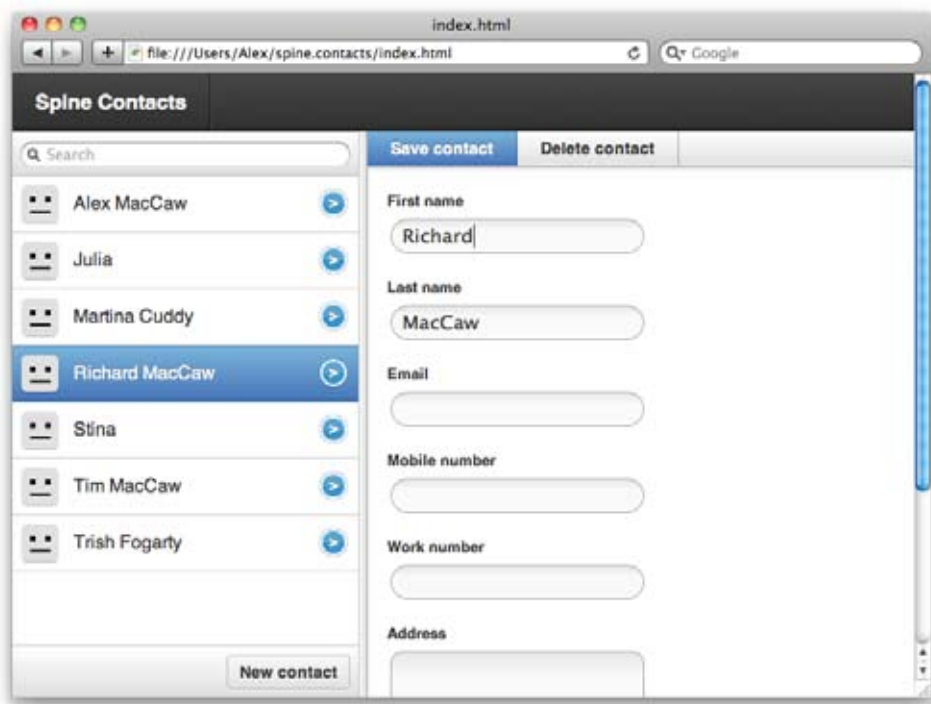 index.html
file:///Users/Alex/spine.contacts/index.html
Google
Spine Contacts
Search
Save contact
Delete contact
Alex MacCaw
Julia
Martina Cuddy
Richard MacCaw
Stina
Tim MacCaw
Trish Fogarty
New contact
First name
Richard
Last name
MacCaw
Email
Mobile number
Work number
Address